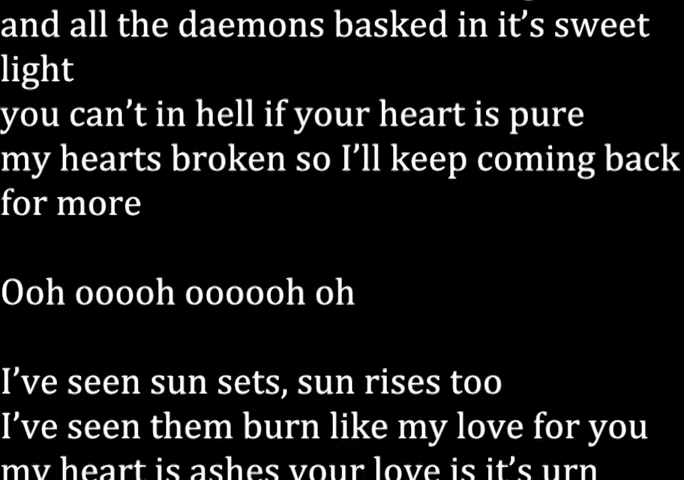 and all the daemons basked in it's sweet
light
you can't in hell if your heart is pure
my hearts broken so I'll keep coming back
for more
Ooh ooooh oooooh oh
I've seen sun sets, sun rises too
I've seen them burn like my love for you
my heart is ashes your love is it's urn